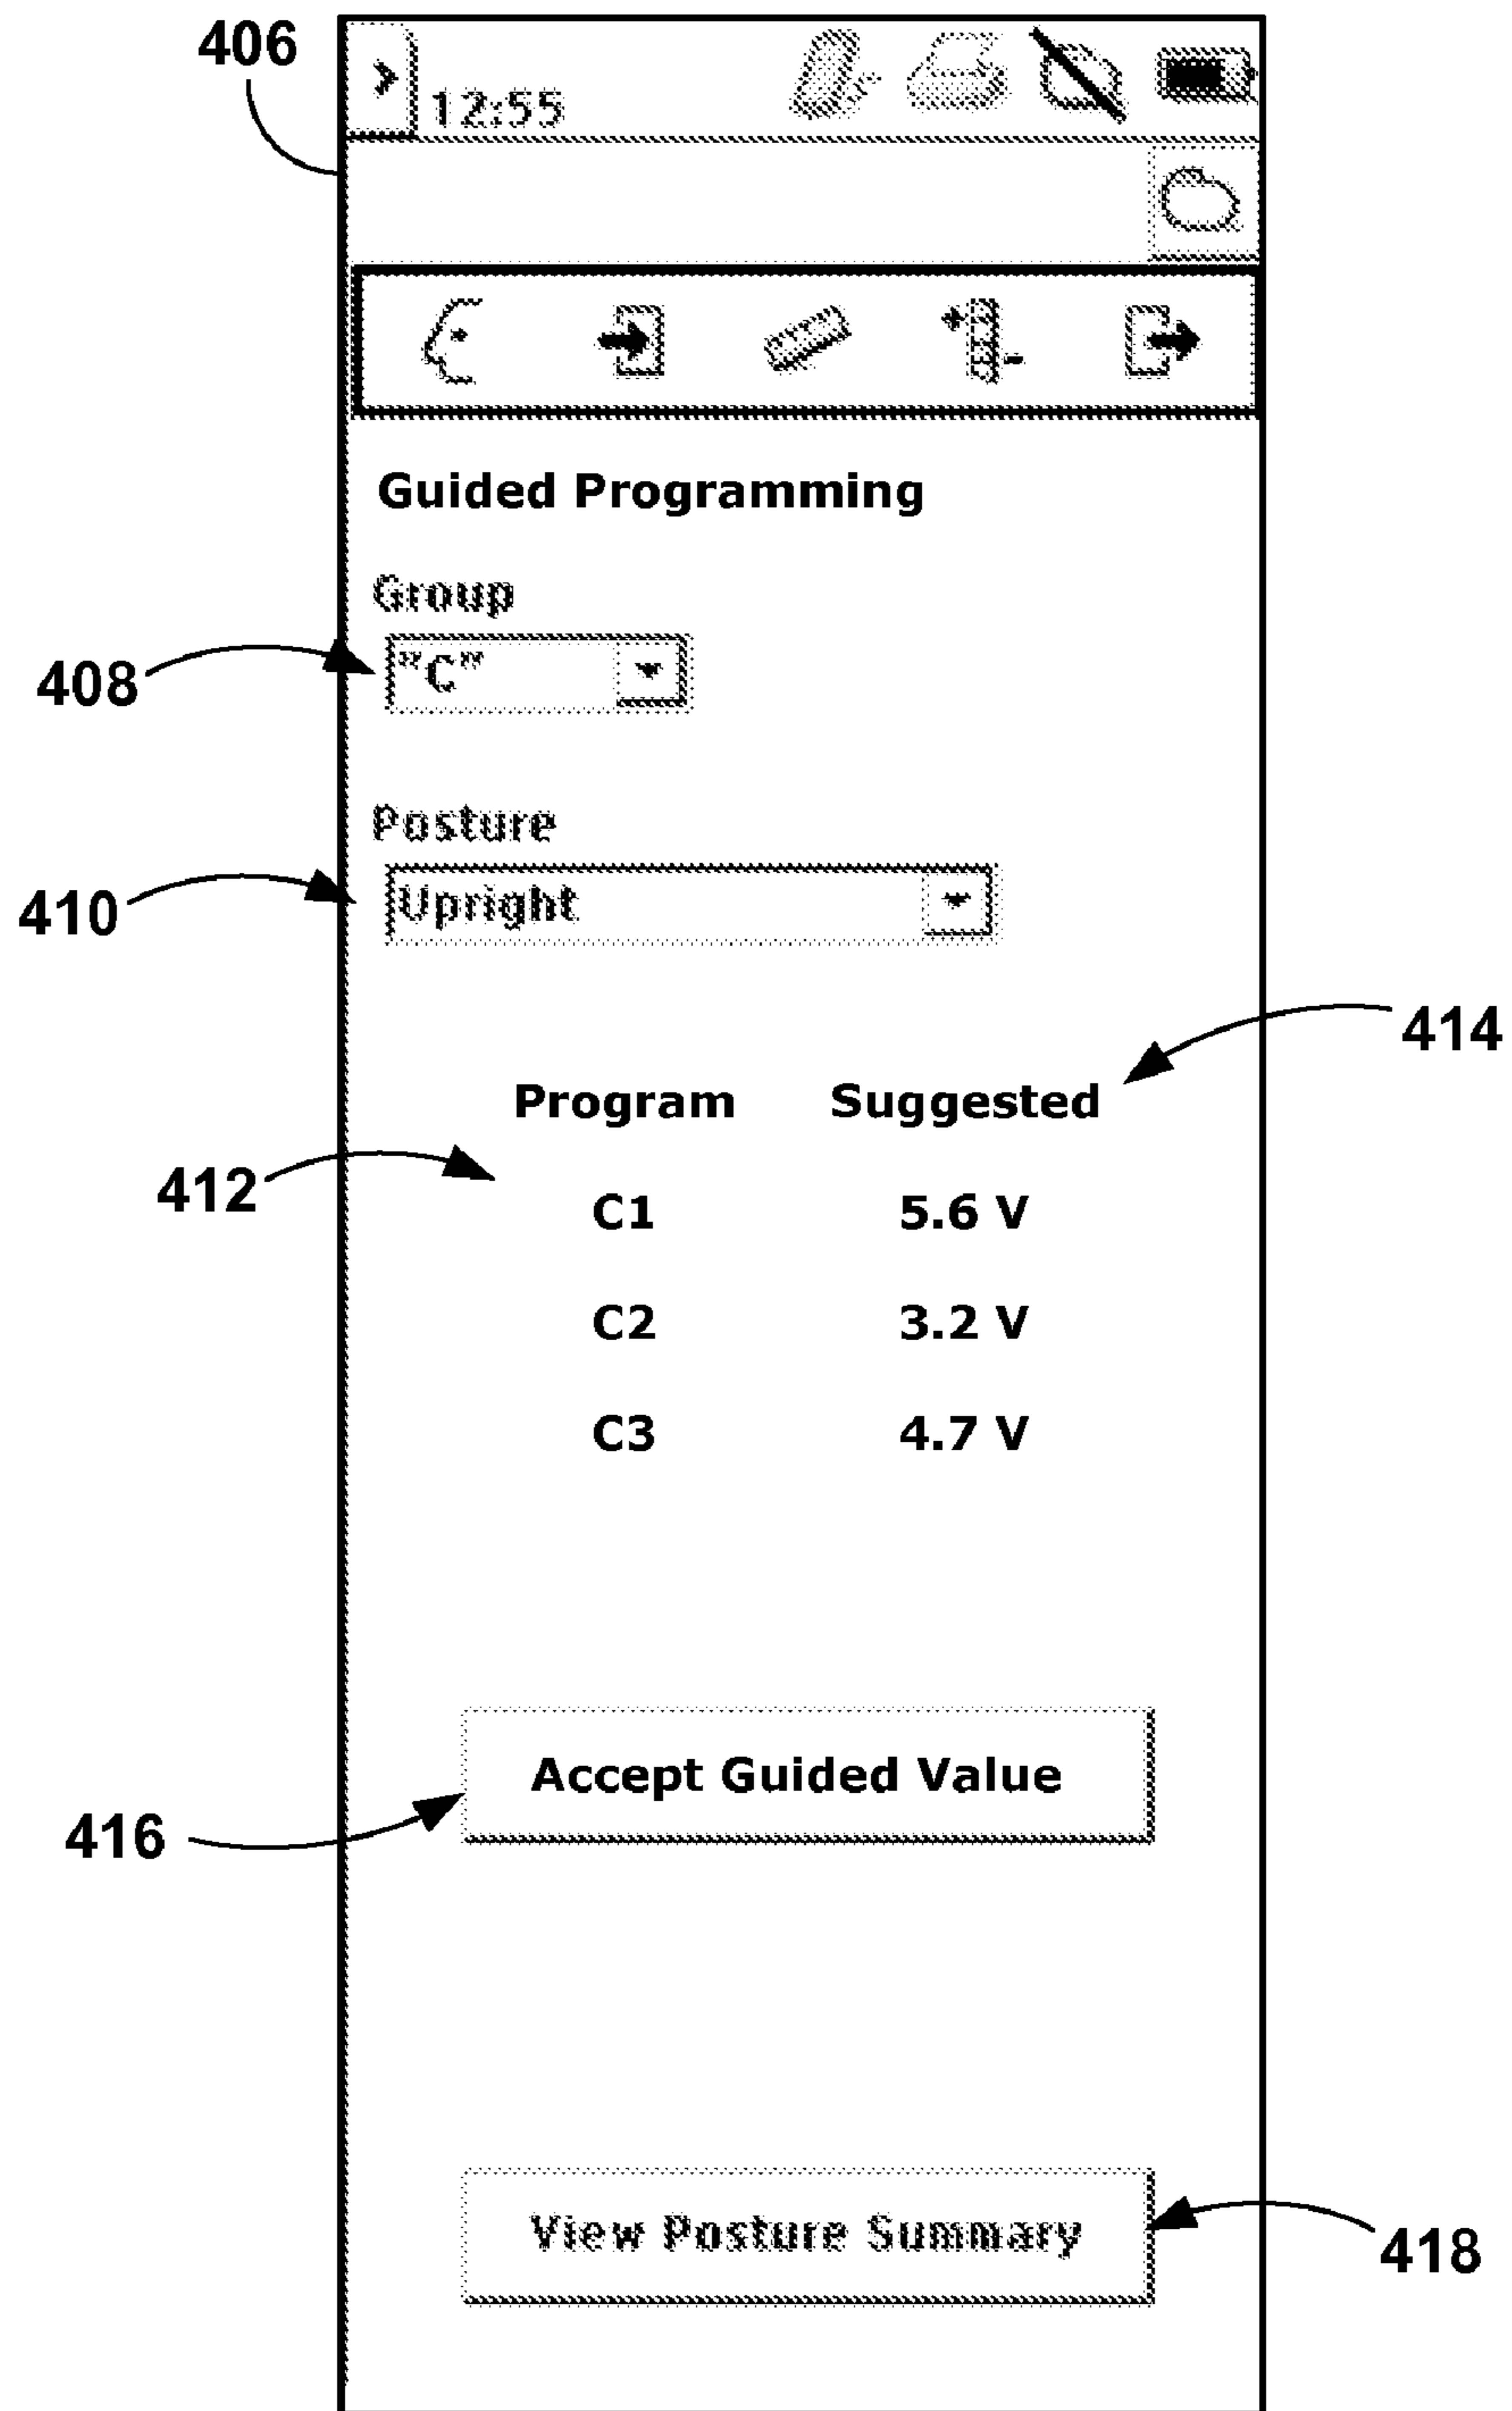 406
12:55
Guided Programming
Group
408
"C"
Posture
410
Upright
414
Program Suggested
412
C1 5.6 V
C2 3.2 V
C3 4.7 V
Accept Guided Value
416
View Posture Summary
418